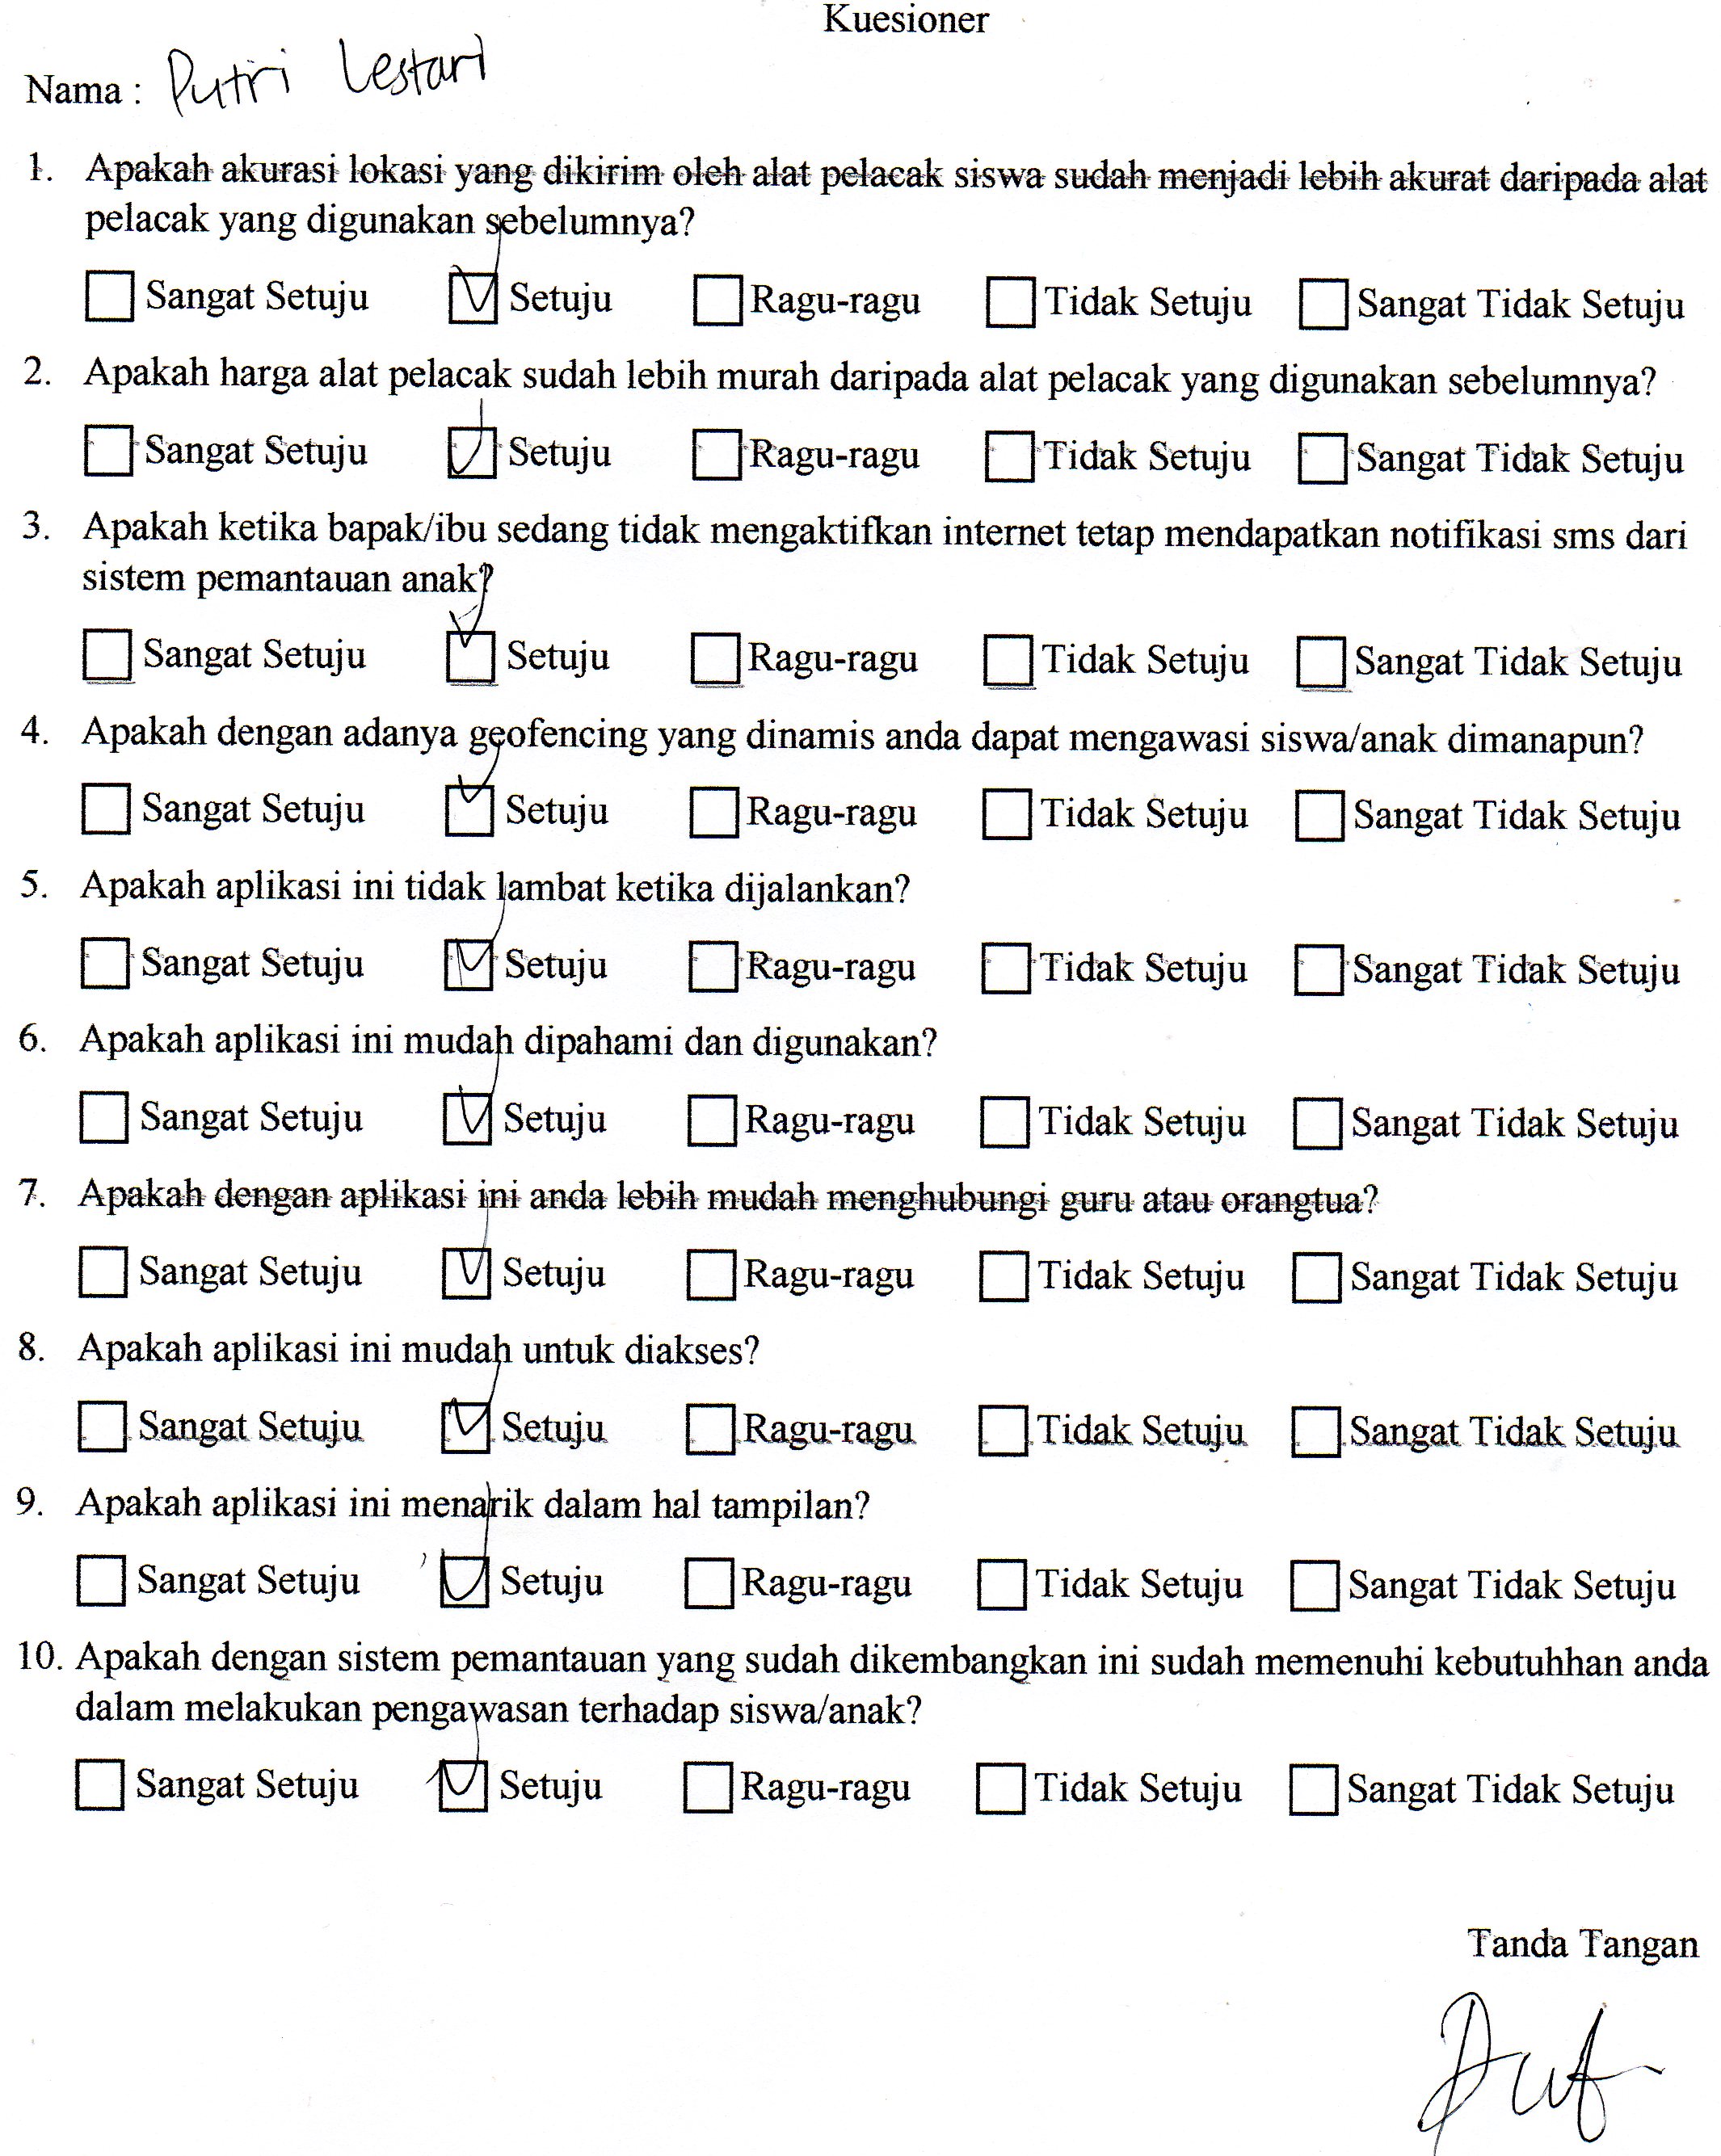 Kuesioner
Nama : Putri Lestari
1. Apakah akurasi lokasi yang dikirim oleh alat pelacak siswa sudah menjadi lebih akurat daripada alat
pelacak yang digunakan sebelumnya?
☐ Sangat Setuju ☑ Setuju ☐ Ragu-ragu ☐ Tidak Setuju ☐ Sangat Tidak Setuju
2. Apakah harga alat pelacak sudah lebih murah daripada alat pelacak yang digunakan sebelumnya?
☐ Sangat Setuju ☑ Setuju ☐ Ragu-ragu ☐ Tidak Setuju ☐ Sangat Tidak Setuju
3. Apakah ketika bapak/ibu sedang tidak mengaktifkan internet tetap mendapatkan notifikasi sms dari
sistem pemantauan anak?
☐ Sangat Setuju ☑ Setuju ☐ Ragu-ragu ☐ Tidak Setuju ☐ Sangat Tidak Setuju
4. Apakah dengan adanya geofencing yang dinamis anda dapat mengawasi siswa/anak dimanapun?
☐ Sangat Setuju ☑ Setuju ☐ Ragu-ragu ☐ Tidak Setuju ☐ Sangat Tidak Setuju
5. Apakah aplikasi ini tidak lambat ketika dijalankan?
☐ Sangat Setuju ☑ Setuju ☐ Ragu-ragu ☐ Tidak Setuju ☐ Sangat Tidak Setuju
6. Apakah aplikasi ini mudah dipahami dan digunakan?
☐ Sangat Setuju ☑ Setuju ☐ Ragu-ragu ☐ Tidak Setuju ☐ Sangat Tidak Setuju
7. Apakah dengan aplikasi ini anda lebih mudah menghubungi guru atau orangtua?
☐ Sangat Setuju ☑ Setuju ☐ Ragu-ragu ☐ Tidak Setuju ☐ Sangat Tidak Setuju
8. Apakah aplikasi ini mudah untuk diakses?
☐ Sangat Setuju ☑ Setuju ☐ Ragu-ragu ☐ Tidak Setuju ☐ Sangat Tidak Setuju
9. Apakah aplikasi ini menarik dalam hal tampilan?
☐ Sangat Setuju ☑ Setuju ☐ Ragu-ragu ☐ Tidak Setuju ☐ Sangat Tidak Setuju
10. Apakah dengan sistem pemantauan yang sudah dikembangkan ini sudah memenuhi kebutuhhan anda
dalam melakukan pengawasan terhadap siswa/anak?
☐ Sangat Setuju ☑ Setuju ☐ Ragu-ragu ☐ Tidak Setuju ☐ Sangat Tidak Setuju
Tanda Tangan